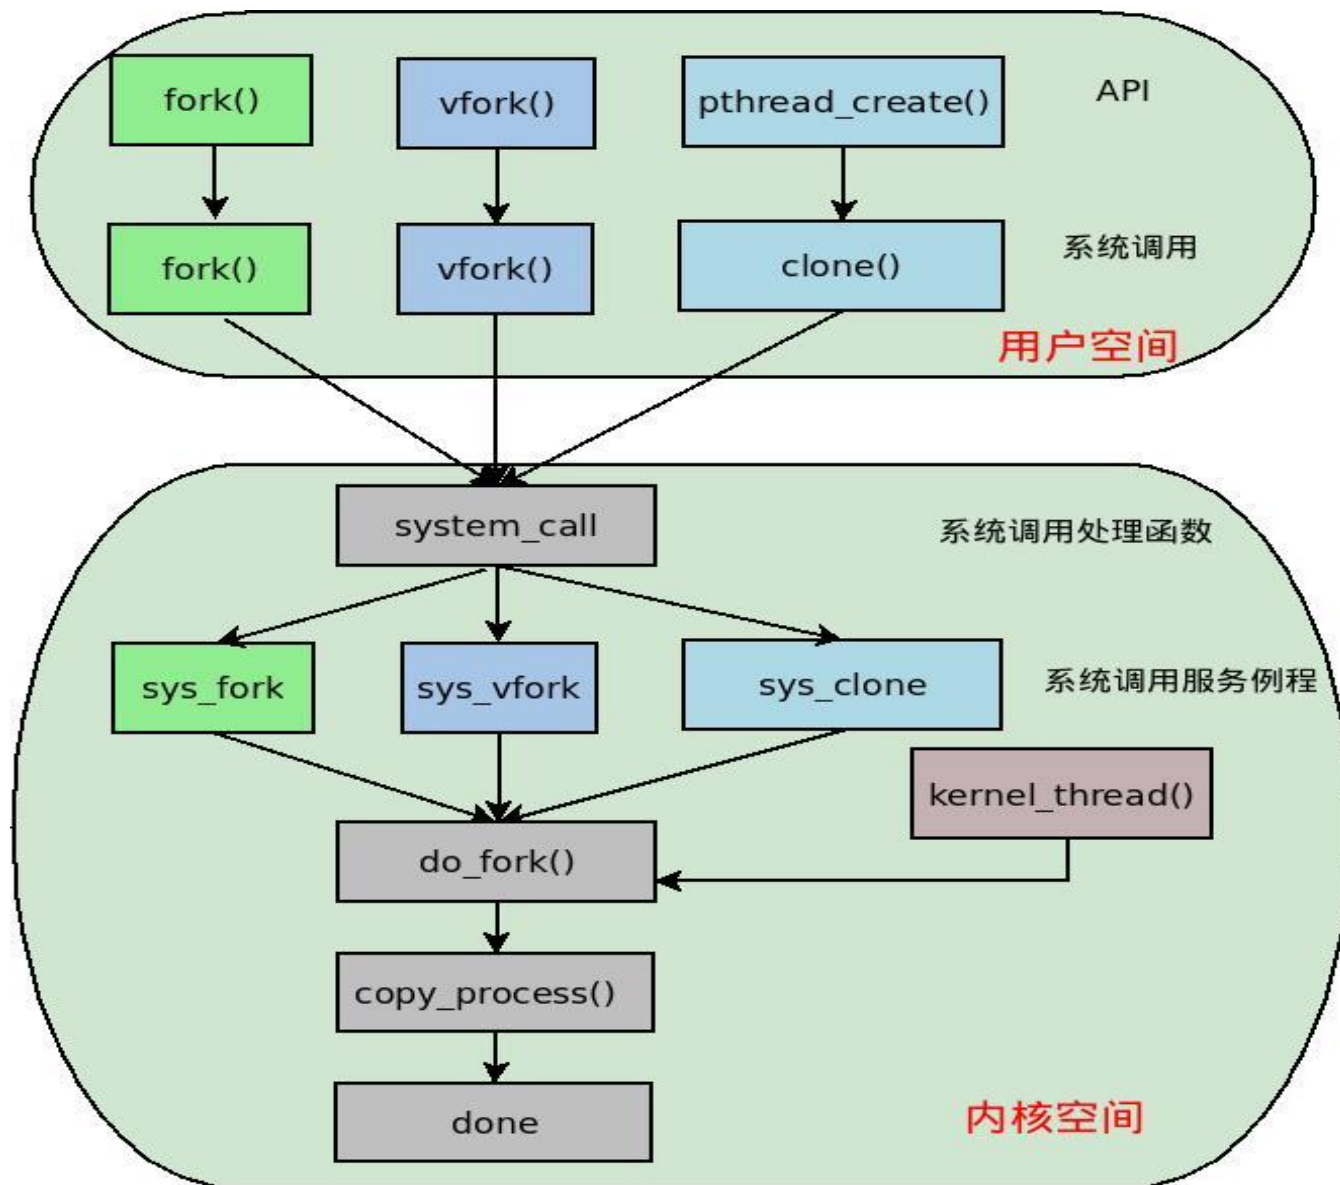 fork()
vfork()
pthread_create()
API
fork()
vfork()
clone()
系统调用
用户空间
system_call
系统调用处理函数
sys_fork
sys_vfork
sys_clone
系统调用服务例程
kernel_thread()
do_fork()
copy_process()
done
内核空间